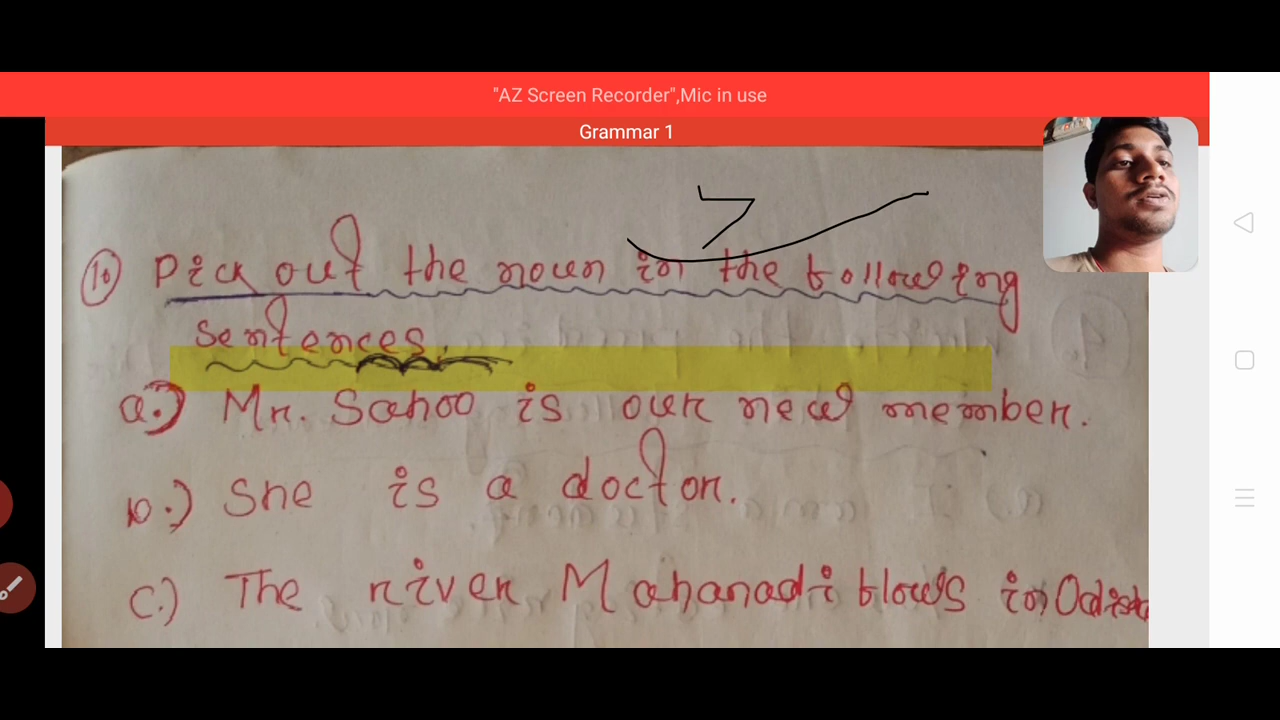 "AZ Screen Recorder",Mic in use
Grammar 1
10 Pick out the noun in the following
sentences.
a.) Mr. Sahoo is our new member.
b.) She is a doctor.
c.) The river Mahanadi flows in Odisha